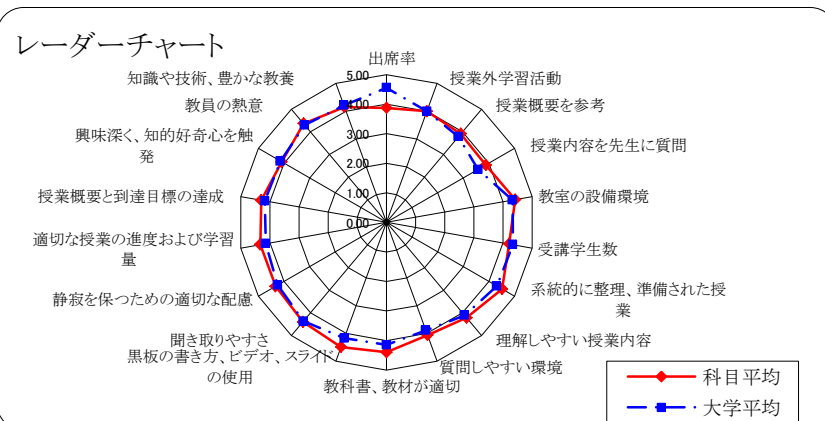 レーダーチャート
出席率
授業外学習活動
授業概要を参考
授業内容を先生に質問
教室の設備環境
受講学生数
系統的に整理、準備された授
業
理解しやすい授業内容
質問しやすい環境
教科書、教材が適切
黒板の書き方、ビデオ、スライド
の使用
聞き取りやすさ
静寂を保つための適切な配慮
適切な授業の進度および学習
量
授業概要と到達目標の達成
興味深く、知的好奇心を触
発
教員の熱意
知識や技術、豊かな教養
5.00
4.00
3.00
2.00
1.00
0.00
科目平均
大学平均